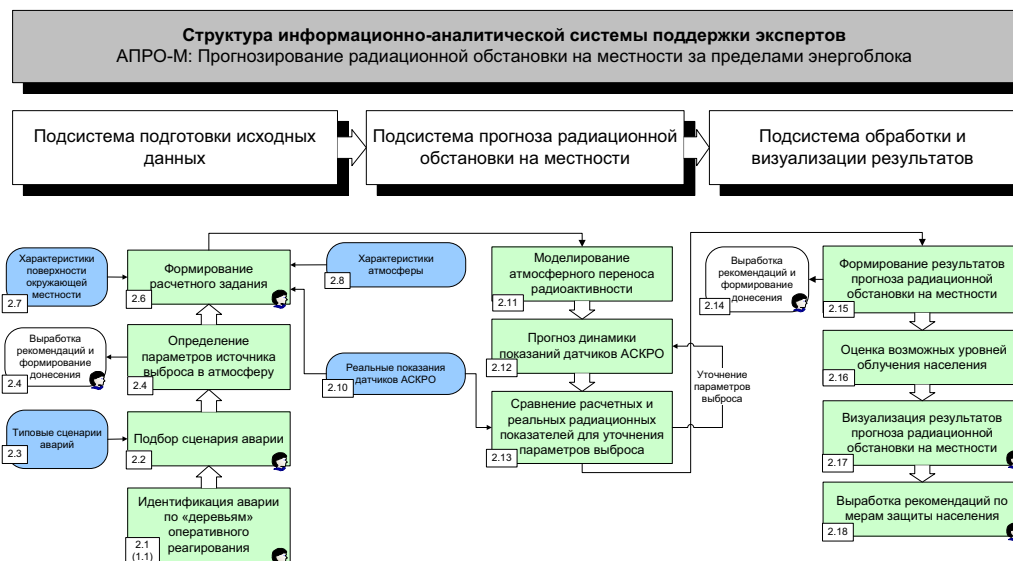 Структура информационно-аналитической системы поддержки экспертов
АПРО-М: Прогнозирование радиационной обстановки на местности за пределами энергоблока
Подсистема подготовки исходных
данных
Подсистема прогноза радиационной
обстановки на местности
Подсистема обработки и
визуализации результатов
Характеристики
поверхности
окружающей
местности
2.7
Формирование
расчетного задания
2.6
Характеристики
атмосферы
2.8
Выработка
рекомендаций и
формирование
донесения
2.4
Определение
параметров источника
выброса в атмосферу
2.4
Реальные показания
датчиков АСКРО
2.10
Типовые сценарии
аварий
2.3
Подбор сценария аварии
2.2
Идентификация аварии
по «деревьям»
оперативного
реагирования
2.1
(1.1)
Моделирование
атмосферного переноса
радиоактивности
2.11
Прогноз динамики
показаний датчиков АСКРО
2.12
Сравнение расчетных и
реальных радиационных
показателей для уточнения
параметров выброса
2.13
Уточнение
параметров
выброса
Выработка
рекомендаций и
формирование
донесения
2.14
Формирование результатов
прогноза радиационной
обстановки на местности
2.15
Оценка возможных уровней
облучения населения
2.16
Визуализация результатов
прогноза радиационной
обстановки на местности
2.17
Выработка рекомендаций по
мерам защиты населения
2.18